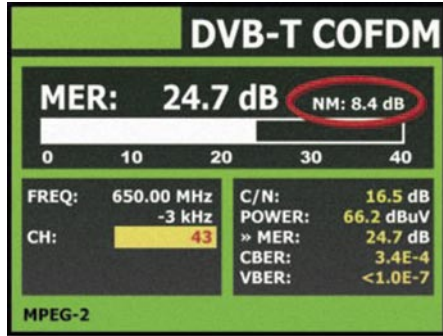 DVB-T COFDM
MER: 24.7 dB NM: 8.4 dB
0 10 20 30 40
FREQ: 650.00 MHz
-3 kHz
CH: 43
C/N: 16.5 dB
POWER: 66.2 dBuV
» MER: 24.7 dB
CBER: 3.4E-4
VBER: <1.0E-7
MPEG-2